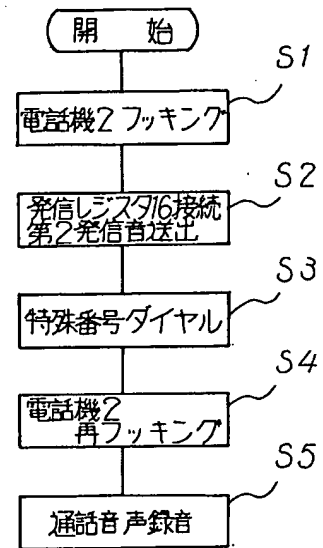 開 始
S1
電話機2フッキング
S2
発信レジスタ16接続
第2発信音送出
S3
特殊番号ダイヤル
S4
電話機2
再フッキング
S5
通話音声録音